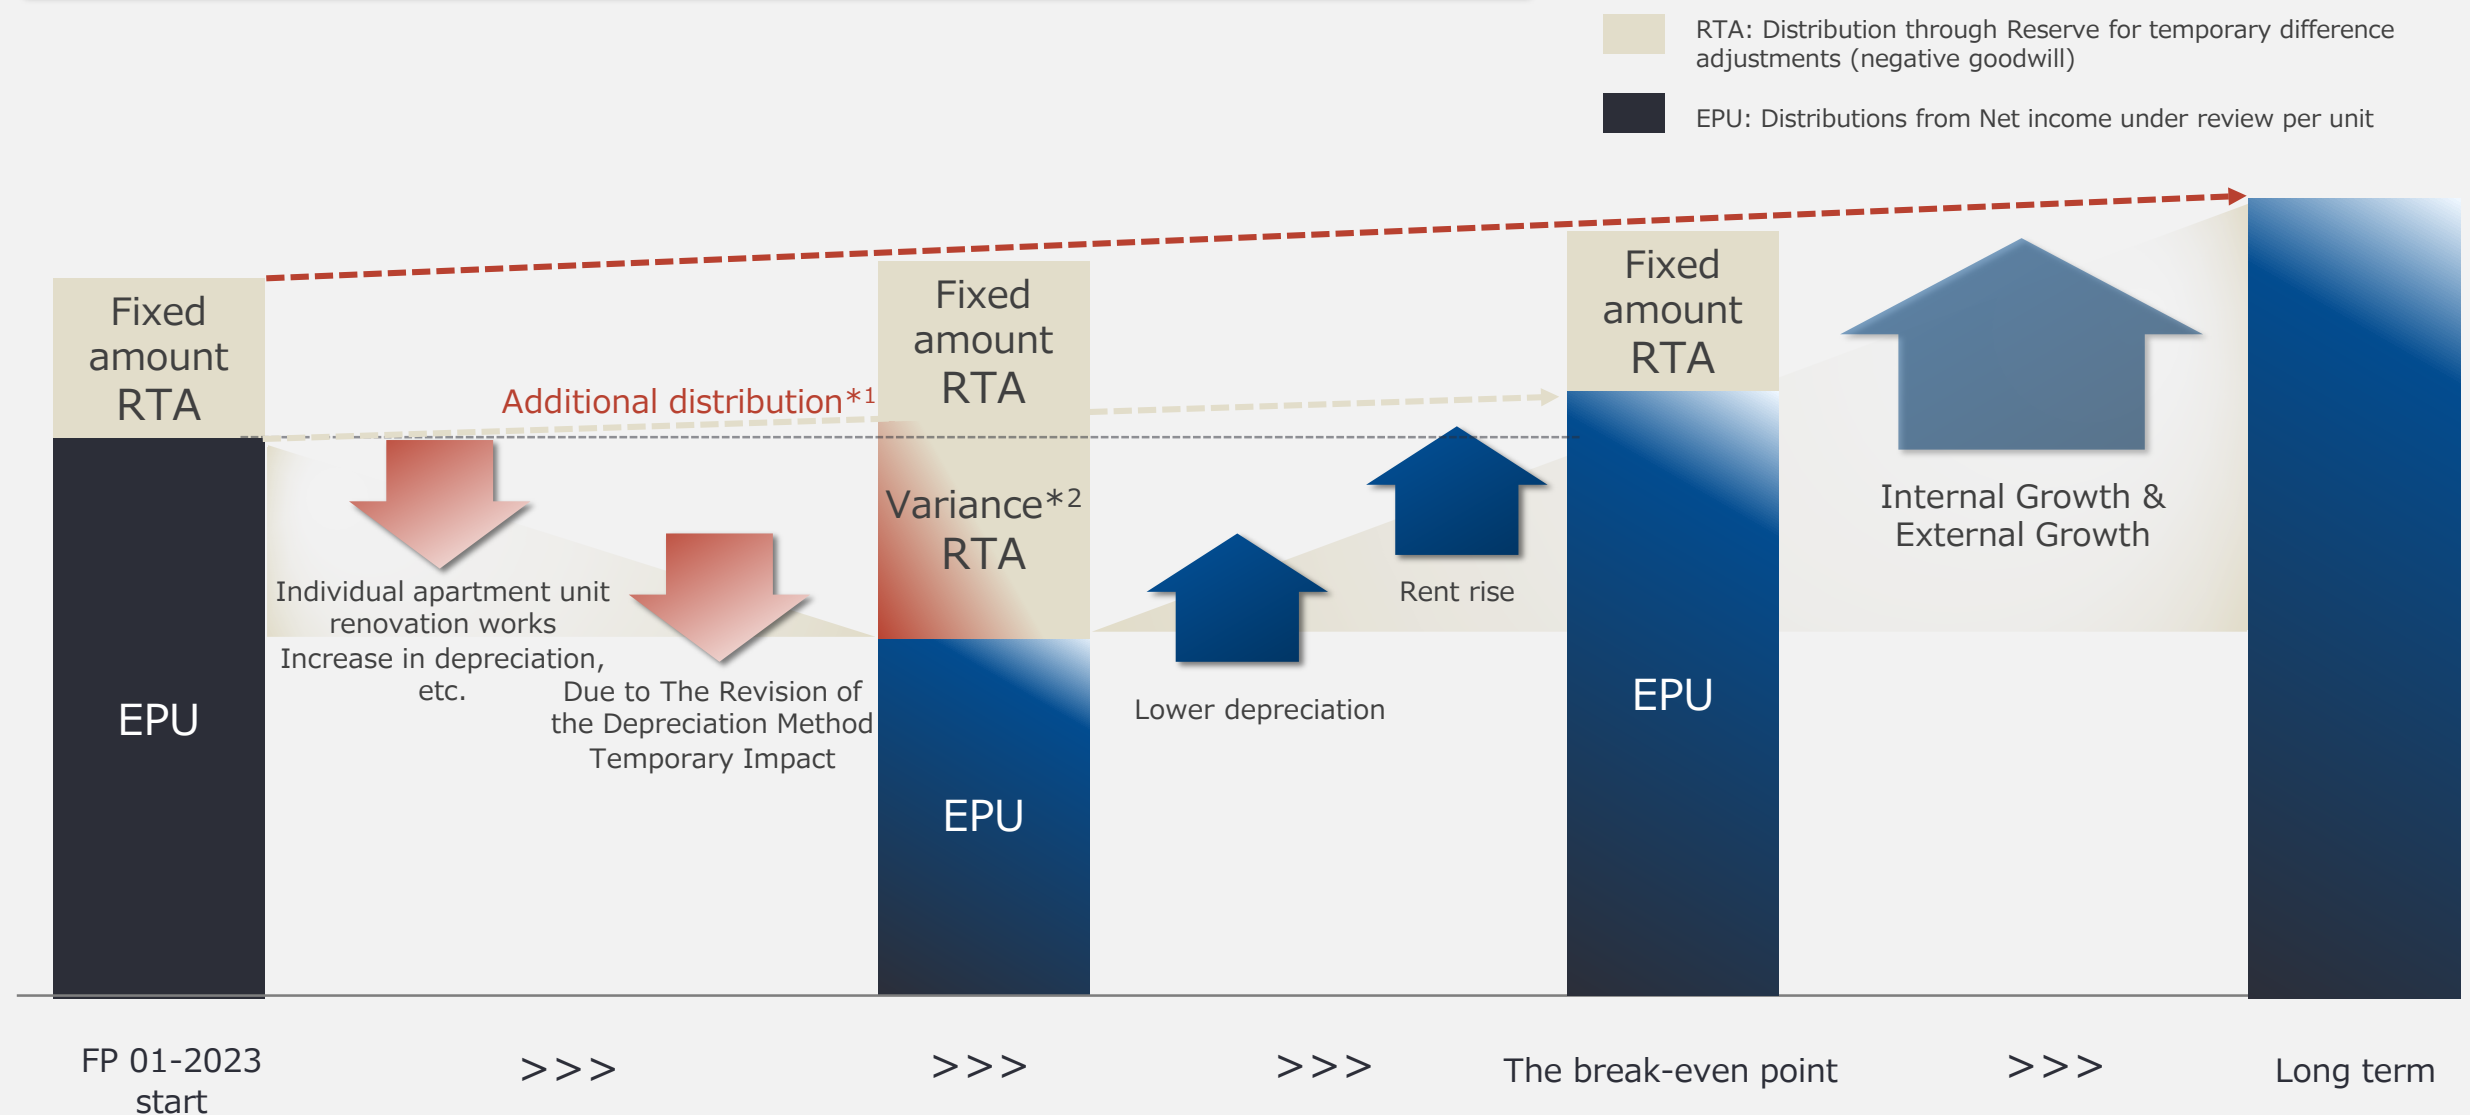 RTA: Distribution through Reserve for temporary difference
adjustments (negative goodwill)
EPU: Distributions from Net income under review per unit
Fixed
amount
RTA
EPU
Additional distribution*1
Individual apartment unit
renovation works
Increase in depreciation,
etc.
Due to The Revision of
the Depreciation Method
Temporary Impact
Fixed
amount
RTA
Variance*2
RTA
EPU
Lower depreciation
Rent rise
Fixed
amount
RTA
EPU
Internal Growth &
External Growth
FP 01-2023
start
>>>
>>>
>>>
The break-even point
>>>
Long term